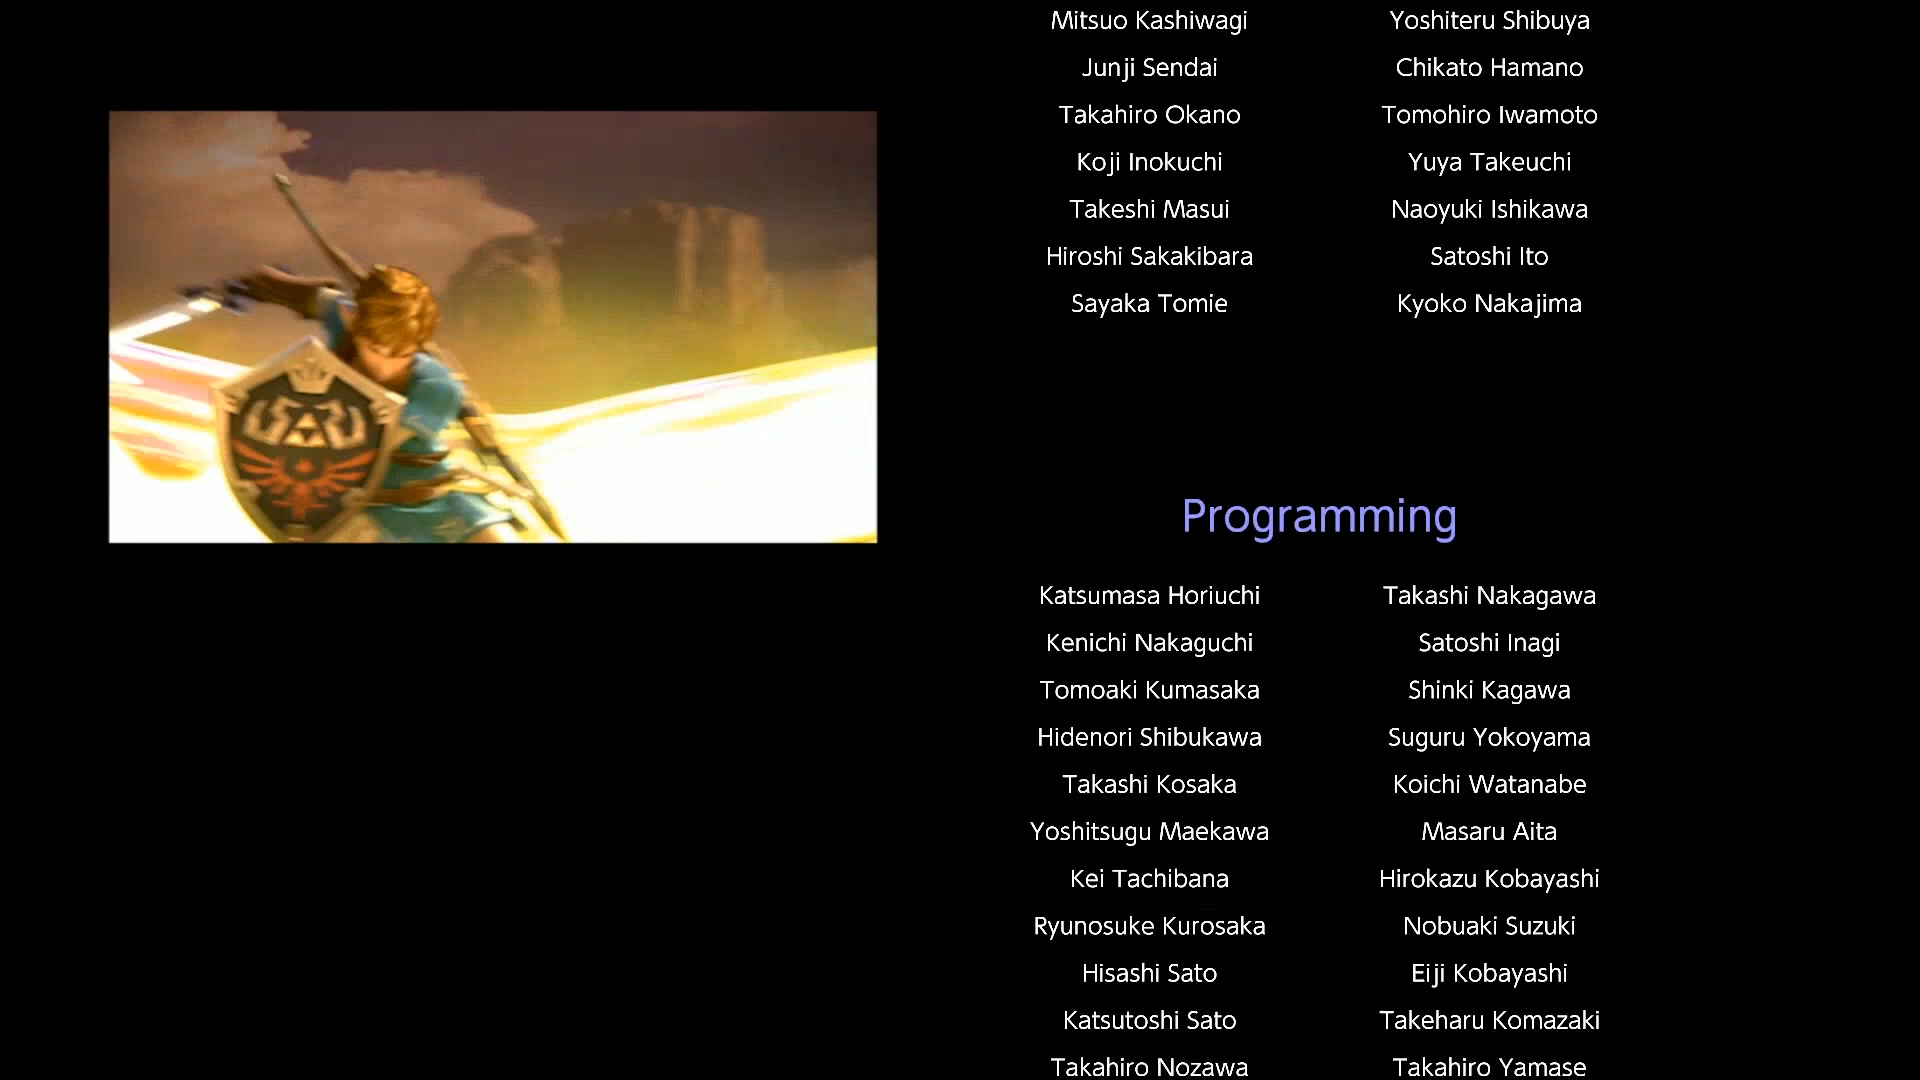 Mitsuo Kashiwagi Yoshiteru Shibuya
Junji Sendai Chikato Hamano
Takahiro Okano Tomohiro Iwamoto
Koji Inokuchi Yuya Takeuchi
Takeshi Masui Naoyuki Ishikawa
Hiroshi Sakakibara Satoshi Ito
Sayaka Tomie Kyoko Nakajima
Programming
Katsumasa Horiuchi Takashi Nakagawa
Kenichi Nakaguchi Satoshi Inagi
Tomoaki Kumasaka Shinki Kagawa
Hidenori Shibukawa Suguru Yokoyama
Takashi Kosaka Koichi Watanabe
Yoshitsugu Maekawa Masaru Aita
Kei Tachibana Hirokazu Kobayashi
Ryunosuke Kurosaka Nobuaki Suzuki
Hisashi Sato Eiji Kobayashi
Katsutoshi Sato Takeharu Komazaki
Takahiro Nozawa Takahiro Yamase